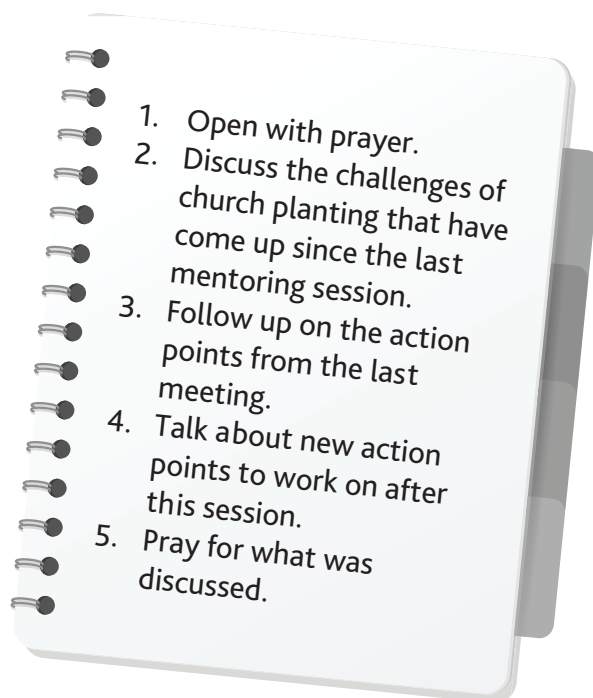 1. Open with prayer.
2. Discuss the challenges of
church planting that have
come up since the last
mentoring session.
3. Follow up on the action
points from the last
meeting.
4. Talk about new action
points to work on after
this session.
5. Pray for what was
discussed.